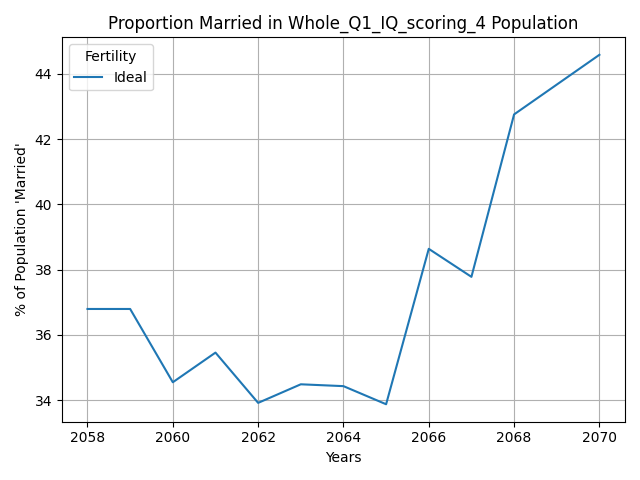 Proportion Married in Whole_Q1_IQ_scoring_4 Population
Fertility
Ideal
% of Population 'Married'
44
42
40
38
36
34
2058 2060 2062 2064 2066 2068 2070
Years